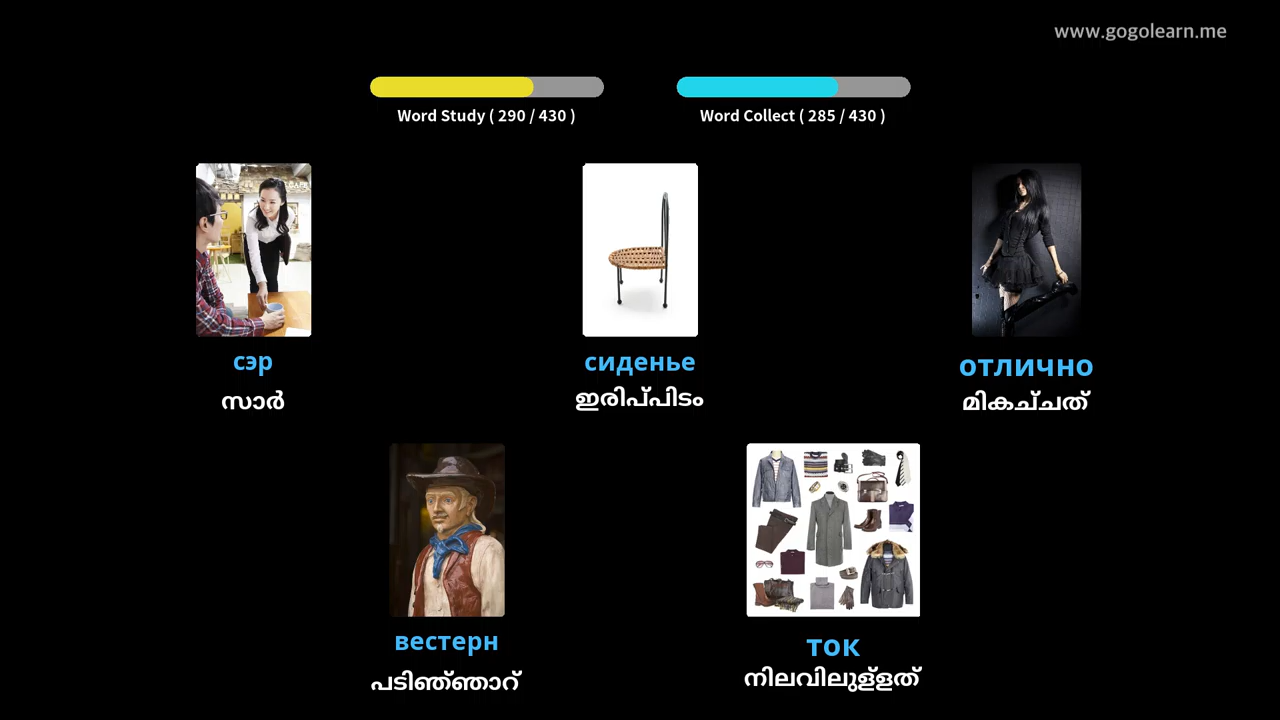 www.gogolearn.me
Word Study ( 290 / 430 )
Word Collect ( 285 / 430 )
сэр
сиденье
отлично
സാർ
ഇരിപ്പിടം
മികച്ചത്
вестерн
ток
പടിഞ്ഞാറ്
നിലവിലുള്ളത്